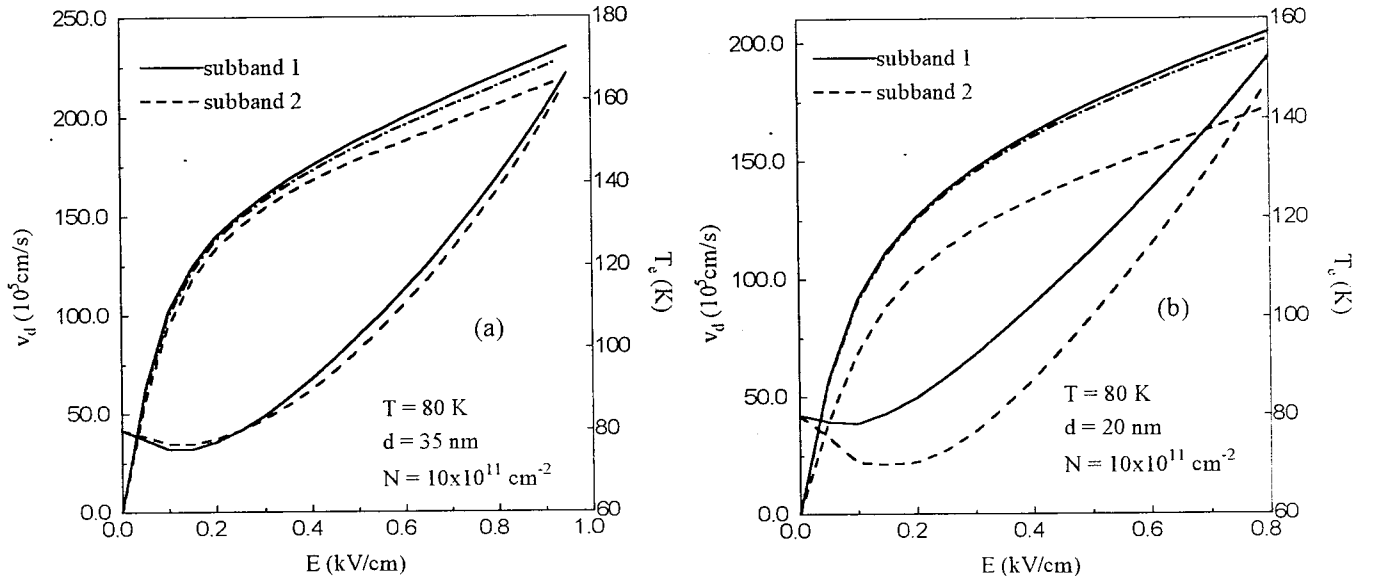 250.0
200.0
150.0
100.0
50.0
0.0
v_d (10^5cm/s)
subband 1
subband 2
(a)
T = 80 K
d = 35 nm
N = 10x10^11 cm^-2
180
160
140
120
100
80
60
T_e (K)
0.0 0.2 0.4 0.6 0.8 1.0
E (kV/cm)
200.0
150.0
100.0
50.0
0.0
v_d (10^5cm/s)
subband 1
subband 2
(b)
T = 80 K
d = 20 nm
N = 10x10^11 cm^-2
160
140
120
100
80
60
T_e (K)
0.0 0.2 0.4 0.6 0.8
E (kV/cm)